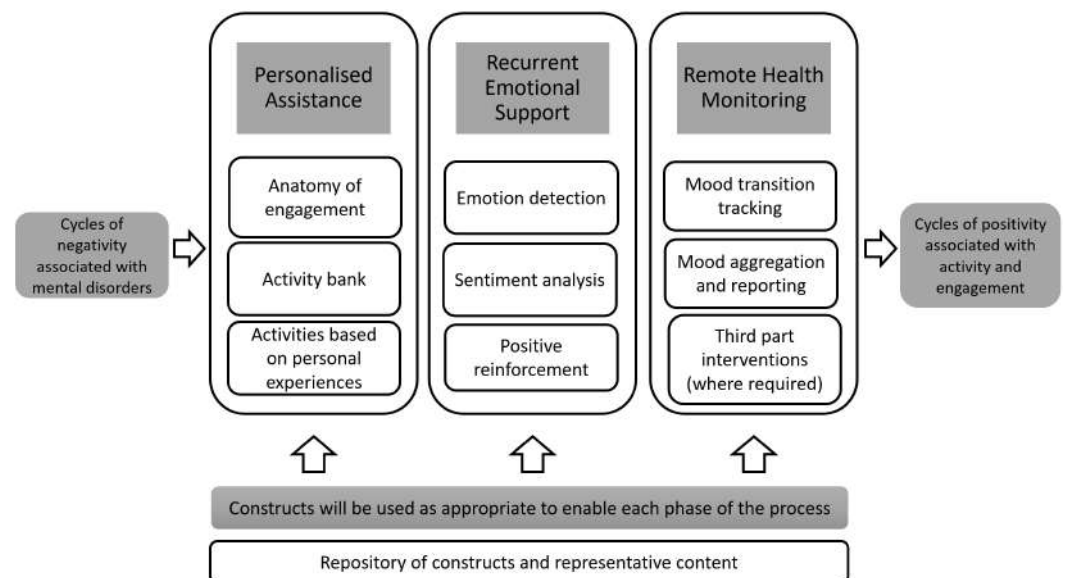 Personalised
Assistance
Anatomy of
engagement
Activity bank
Activities based
on personal
experiences
Recurrent
Emotional
Support
Emotion detection
Sentiment analysis
Positive
reinforcement
Remote Health
Monitoring
Mood transition
tracking
Mood aggregation
and reporting
Third part
interventions
(where required)
Cycles of
negativity
associated with
mental disorders
Cycles of positivity
associated with
activity and
engagement
Constructs will be used as appropriate to enable each phase of the process
Repository of constructs and representative content